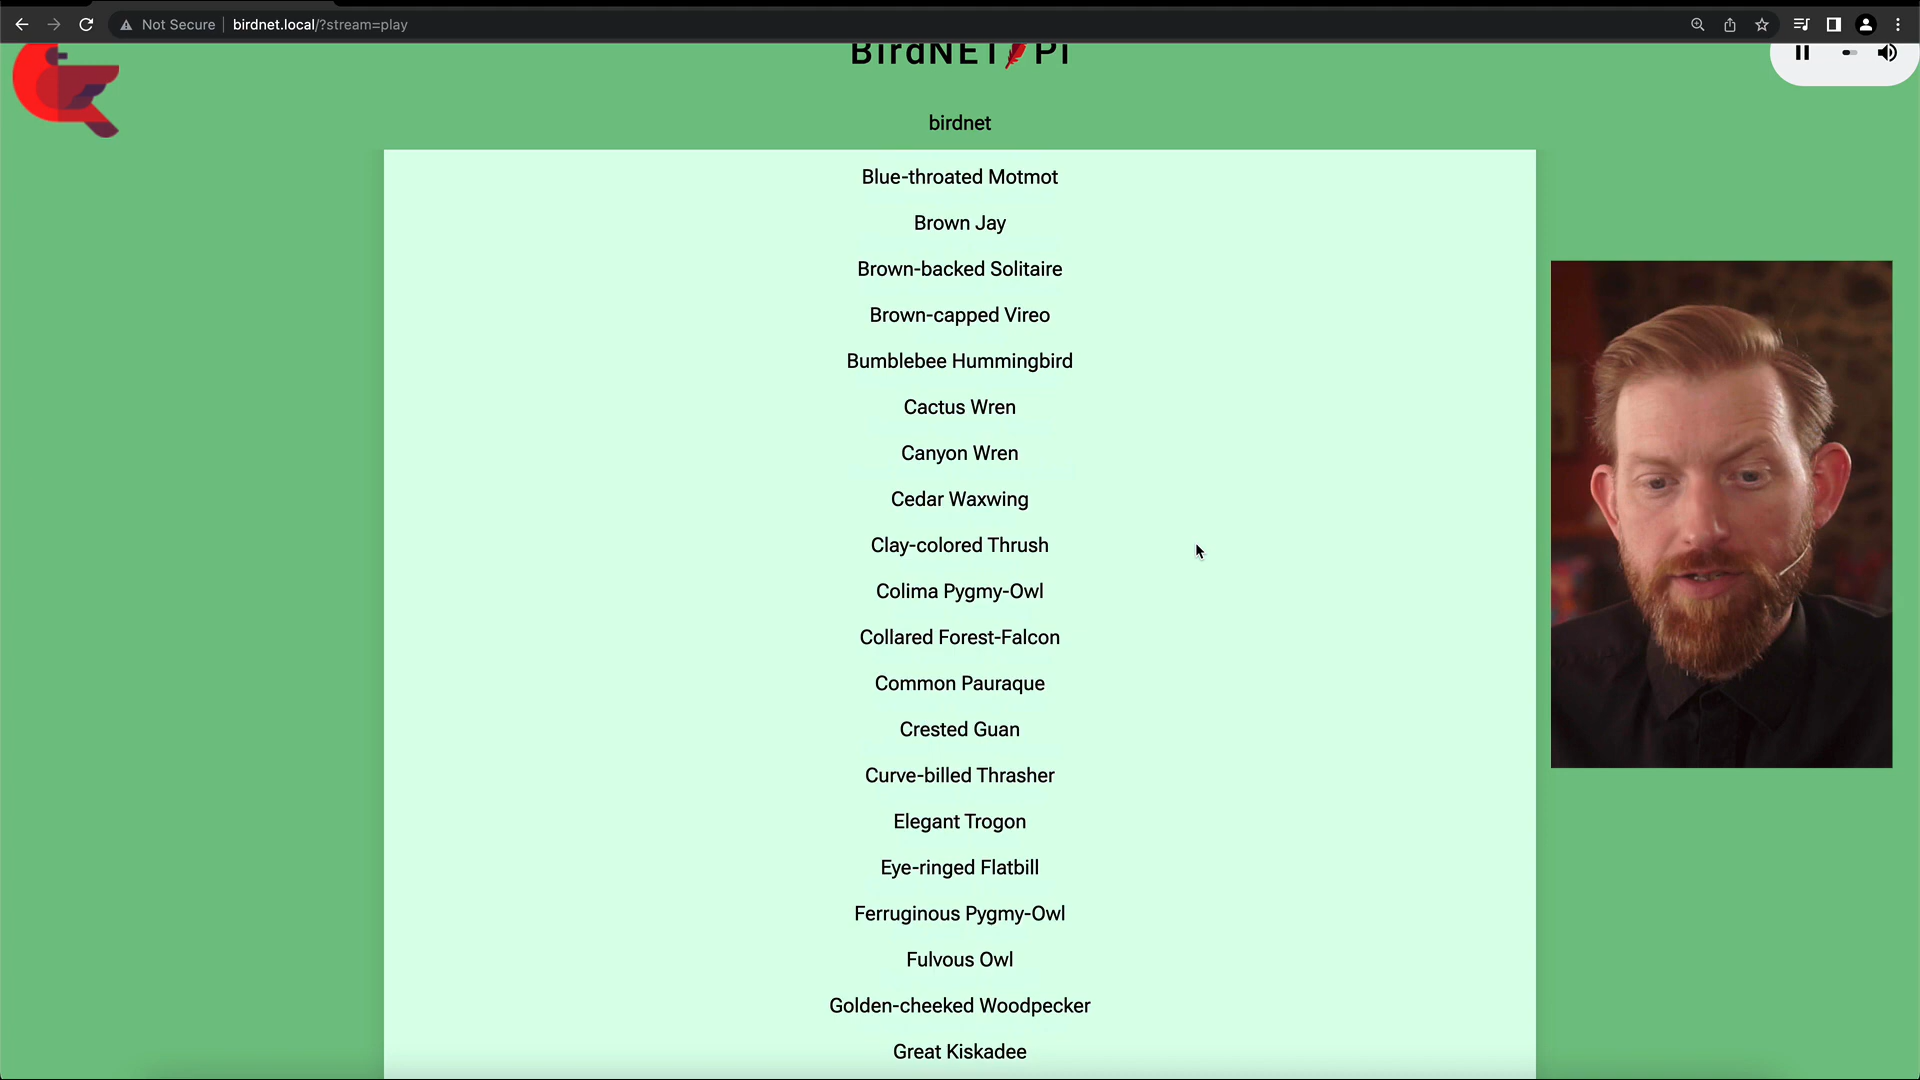 Not Secure birdnet.local/?stream=play
BirdNET Pi
birdnet
Blue-throated Motmot
Brown Jay
Brown-backed Solitaire
Brown-capped Vireo
Bumblebee Hummingbird
Cactus Wren
Canyon Wren
Cedar Waxwing
Clay-colored Thrush
Colima Pygmy-Owl
Collared Forest-Falcon
Common Pauraque
Crested Guan
Curve-billed Thrasher
Elegant Trogon
Eye-ringed Flatbill
Ferruginous Pygmy-Owl
Fulvous Owl
Golden-cheeked Woodpecker
Great Kiskadee